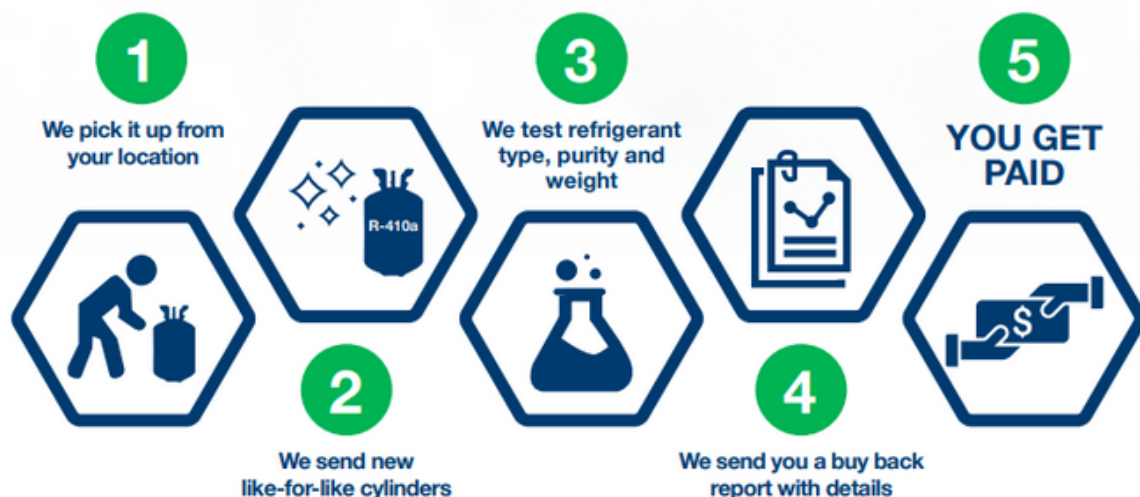 1
We pick it up from
your location
R-410a
2
We send new
like-for-like cylinders
3
We test refrigerant
type, purity and
weight
4
We send you a buy back
report with details
5
YOU GET
PAID
$